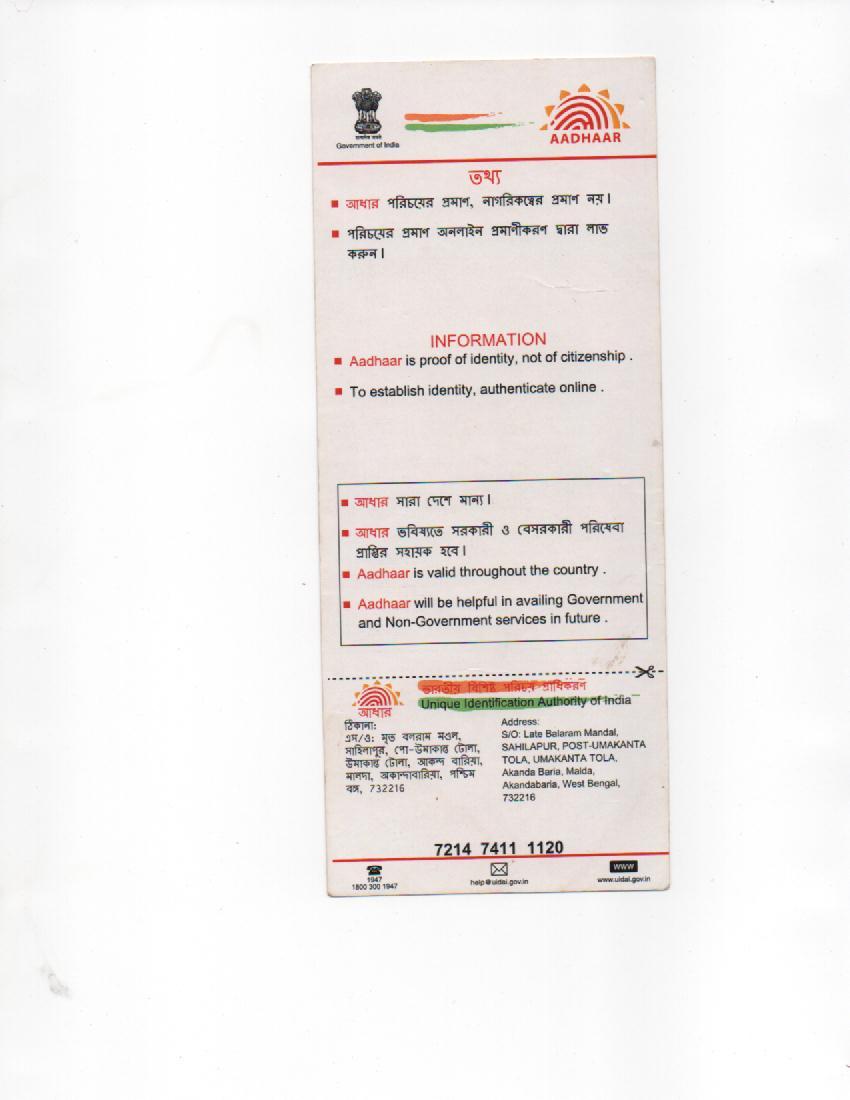 सत्यमेव जयते
Government of India
AADHAAR
তথ্য
আধার পরিচয়ের প্রমাণ, নাগরিকত্বের প্রমাণ নয়।
পরিচয়ের প্রমাণ অনলাইন প্রমাণীকরণ দ্বারা লাভ
করুন।
INFORMATION
Aadhaar is proof of identity, not of citizenship .
To establish identity, authenticate online .
আধার সারা দেশে মান্য।
আধার ভবিষ্যতে সরকারী ও বেসরকারী পরিষেবা
প্রাপ্তির সহায়ক হবে।
Aadhaar is valid throughout the country .
Aadhaar will be helpful in availing Government
and Non-Government services in future .
ভারতীয় বিশিষ্ট পরিচয় প্রাধিকরণ
Unique Identification Authority of India
আধার
ঠিকানা:
এস/ও: মৃত বলরাম মণ্ডল,
সাহিলাপুর, পো-উমাকান্ত টোলা,
উমাকান্ত টোলা, আকন্দ বারিয়া,
মালদা, অকান্দাবারিয়া, পশ্চিম
বঙ্গ, 732216
Address:
S/O: Late Balaram Mandal,
SAHILAPUR, POST-UMAKANTA
TOLA, UMAKANTA TOLA,
Akanda Baria, Malda,
Akandabaria, West Bengal,
732216
7214 7411 1120
1947
1800 300 1947
help@uidai.gov.in
WWW
www.uidai.gov.in